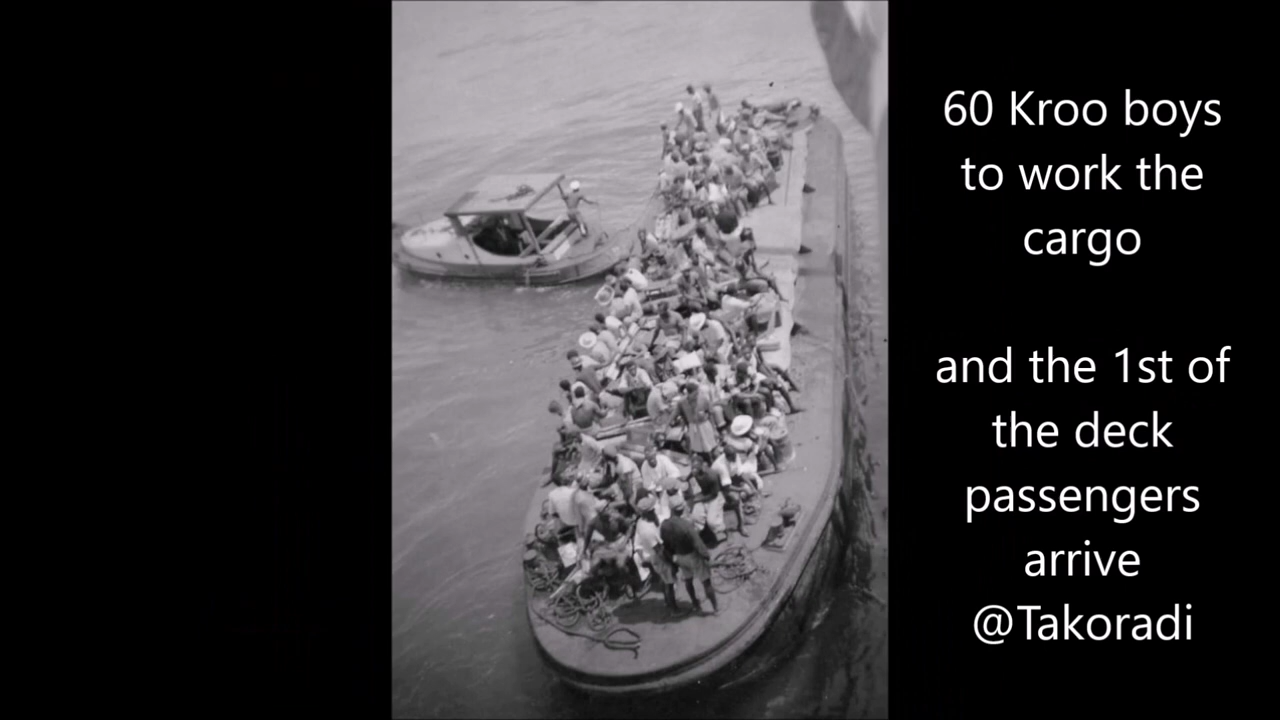 60 Kroo boys
to work the
cargo
and the 1st of
the deck
passengers
arrive
@Takoradi